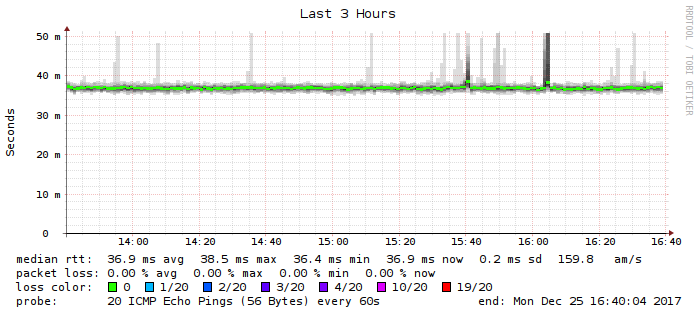 Last 3 Hours
RRDTOOL / TOBI OETIKER
Seconds
50 m
40 m
30 m
20 m
10 m
0
14:00 14:20 14:40 15:00 15:20 15:40 16:00 16:20 16:40
median rtt: 36.9 ms avg 38.5 ms max 36.4 ms min 36.9 ms now 0.2 ms sd 159.8 am/s
packet loss: 0.00 % avg 0.00 % max 0.00 % min 0.00 % now
loss color: 0 1/20 2/20 3/20 4/20 10/20 19/20
probe: 20 ICMP Echo Pings (56 Bytes) every 60s end: Mon Dec 25 16:40:04 2017